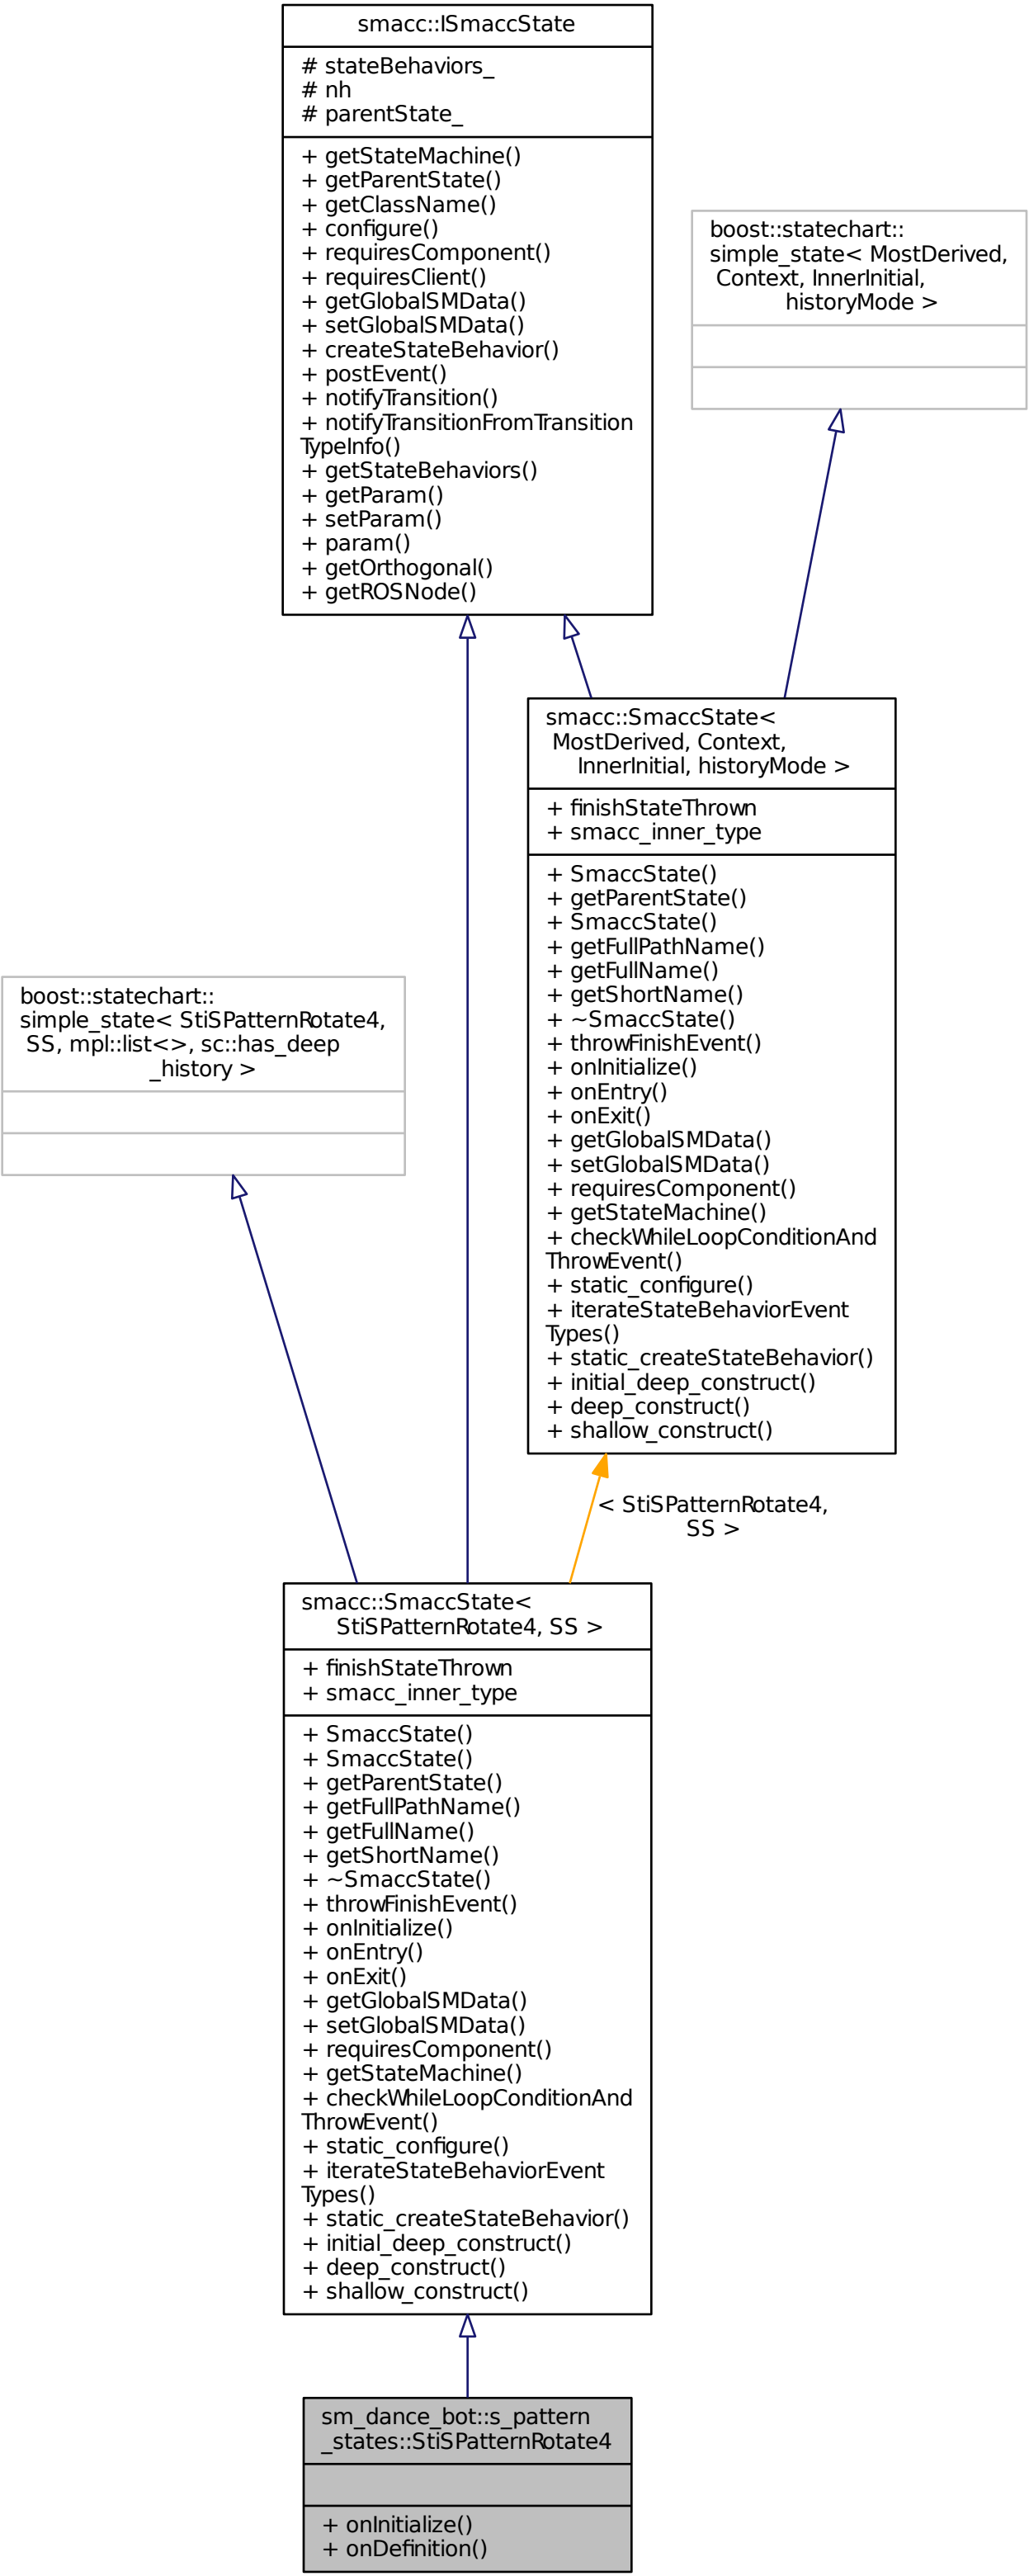 smacc::ISmaccState
# stateBehaviors_
# nh
# parentState_
+ getStateMachine()
+ getParentState()
+ getClassName()
+ configure()
+ requiresComponent()
+ requiresClient()
+ getGlobalSMData()
+ setGlobalSMData()
+ createStateBehavior()
+ postEvent()
+ notifyTransition()
+ notifyTransitionFromTransition
TypeInfo()
+ getStateBehaviors()
+ getParam()
+ setParam()
+ param()
+ getOrthogonal()
+ getROSNode()
boost::statechart::
simple_state< MostDerived,
Context, InnerInitial,
historyMode >
smacc::SmaccState<
MostDerived, Context,
InnerInitial, historyMode >
+ finishStateThrown
+ smacc_inner_type
+ SmaccState()
+ getParentState()
+ SmaccState()
+ getFullPathName()
+ getFullName()
+ getShortName()
+ ~SmaccState()
+ throwFinishEvent()
+ onInitialize()
+ onEntry()
+ onExit()
+ getGlobalSMData()
+ setGlobalSMData()
+ requiresComponent()
+ getStateMachine()
+ checkWhileLoopConditionAnd
ThrowEvent()
+ static_configure()
+ iterateStateBehaviorEvent
Types()
+ static_createStateBehavior()
+ initial_deep_construct()
+ deep_construct()
+ shallow_construct()
boost::statechart::
simple_state< StiSPatternRotate4,
SS, mpl::list<>, sc::has_deep
_history >
< StiSPatternRotate4,
SS >
smacc::SmaccState<
StiSPatternRotate4, SS >
+ finishStateThrown
+ smacc_inner_type
+ SmaccState()
+ SmaccState()
+ getParentState()
+ getFullPathName()
+ getFullName()
+ getShortName()
+ ~SmaccState()
+ throwFinishEvent()
+ onInitialize()
+ onEntry()
+ onExit()
+ getGlobalSMData()
+ setGlobalSMData()
+ requiresComponent()
+ getStateMachine()
+ checkWhileLoopConditionAnd
ThrowEvent()
+ static_configure()
+ iterateStateBehaviorEvent
Types()
+ static_createStateBehavior()
+ initial_deep_construct()
+ deep_construct()
+ shallow_construct()
sm_dance_bot::s_pattern
_states::StiSPatternRotate4
+ onInitialize()
+ onDefinition()